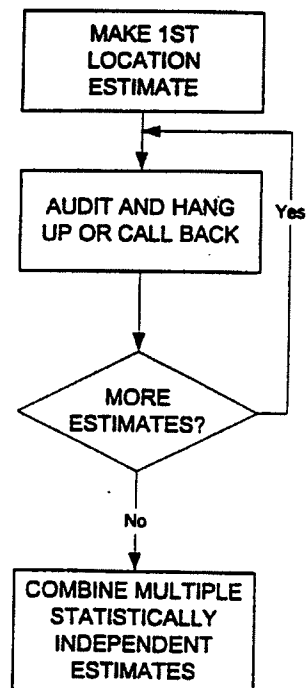 MAKE 1ST
LOCATION
ESTIMATE
AUDIT AND HANG
UP OR CALL BACK
Yes
MORE
ESTIMATES?
No
COMBINE MULTIPLE
STATISTICALLY
INDEPENDENT
ESTIMATES